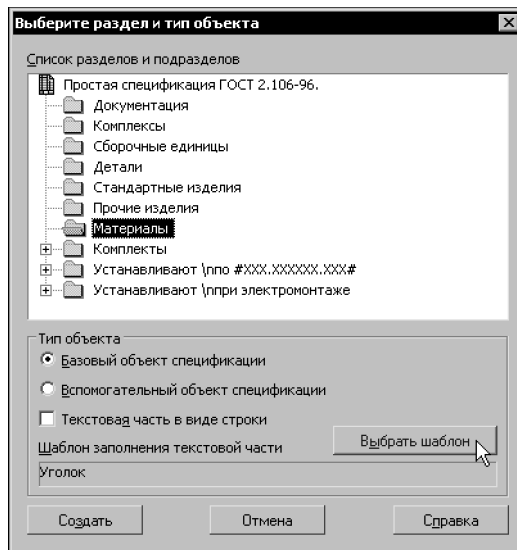 Выберите раздел и тип объекта
Список разделов и подразделов
Простая спецификация ГОСТ 2.106-96.
Документация
Комплексы
Сборочные единицы
Детали
Стандартные изделия
Прочие изделия
Материалы
Комплекты
Устанавливают \nпо #XXX.XXXXXX.XXX#
Устанавливают \nпри электромонтаже
Тип объекта
Базовый объект спецификации
Вспомогательный объект спецификации
Текстовая часть в виде строки
Шаблон заполнения текстовой части
Выбрать шаблон
Уголок
Создать Отмена Справка